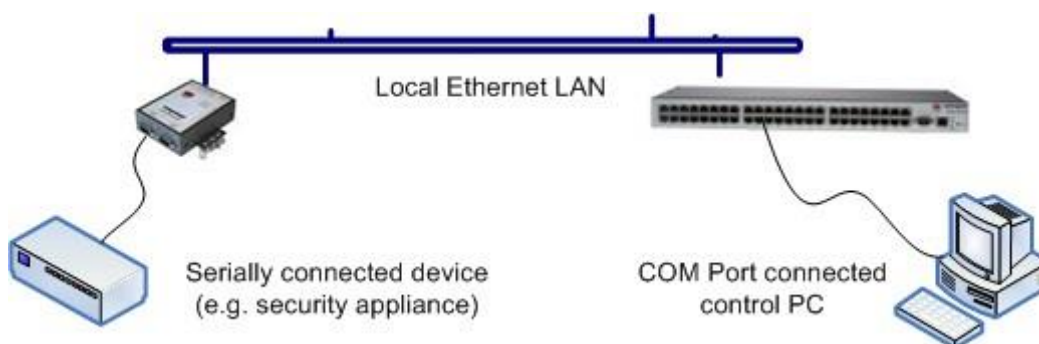 Local Ethernet LAN
Serially connected device
(e.g. security appliance)
COM Port connected
control PC